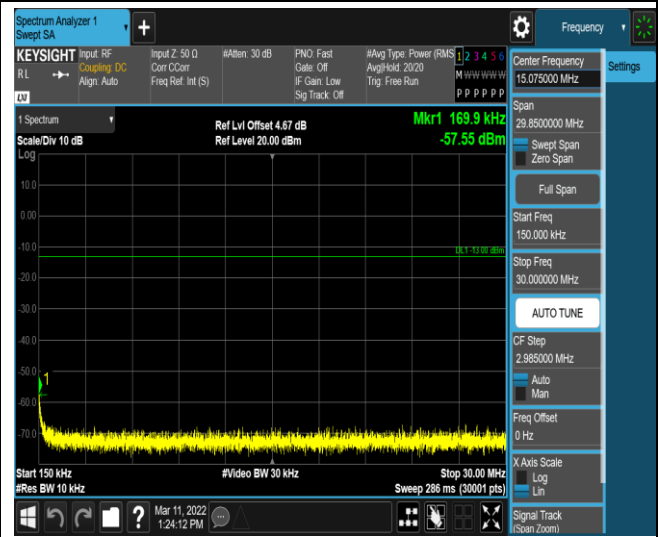 Spectrum Analyzer 1
Swept SA
Frequency
KEYSIGHT
RL
LXI
Input: RF
Coupling: DC
Align: Auto
Input Z: 50 Ω
Corr CCorr
Freq Ref: Int (S)
#Atten: 30 dB
PNO: Fast
Gate: Off
IF Gain: Low
Sig Track: Off
#Avg Type: Power (RMS
Avg|Hold: 20/20
Trig: Free Run
1 2 3 4 5 6
M W W W W W
P P P P P P
1 Spectrum
Scale/Div 10 dB
Ref Lvl Offset 4.67 dB
Ref Level 20.00 dBm
Mkr1 169.9 kHz
-57.55 dBm
Log
10.0
0.00
-10.0
-20.0
-30.0
-40.0
-50.0
-60.0
-70.0
DL1 -13.00 dBm
1
Start 150 kHz
#Res BW 10 kHz
#Video BW 30 kHz
Stop 30.00 MHz
Sweep 286 ms (30001 pts)
Mar 11, 2022
1:24:12 PM
Center Frequency
15.075000 MHz
Settings
Span
29.8500000 MHz
Swept Span
Zero Span
Full Span
Start Freq
150.000 kHz
Stop Freq
30.000000 MHz
AUTO TUNE
CF Step
2.985000 MHz
Auto
Man
Freq Offset
0 Hz
X Axis Scale
Log
Lin
Signal Track
(Span Zoom)